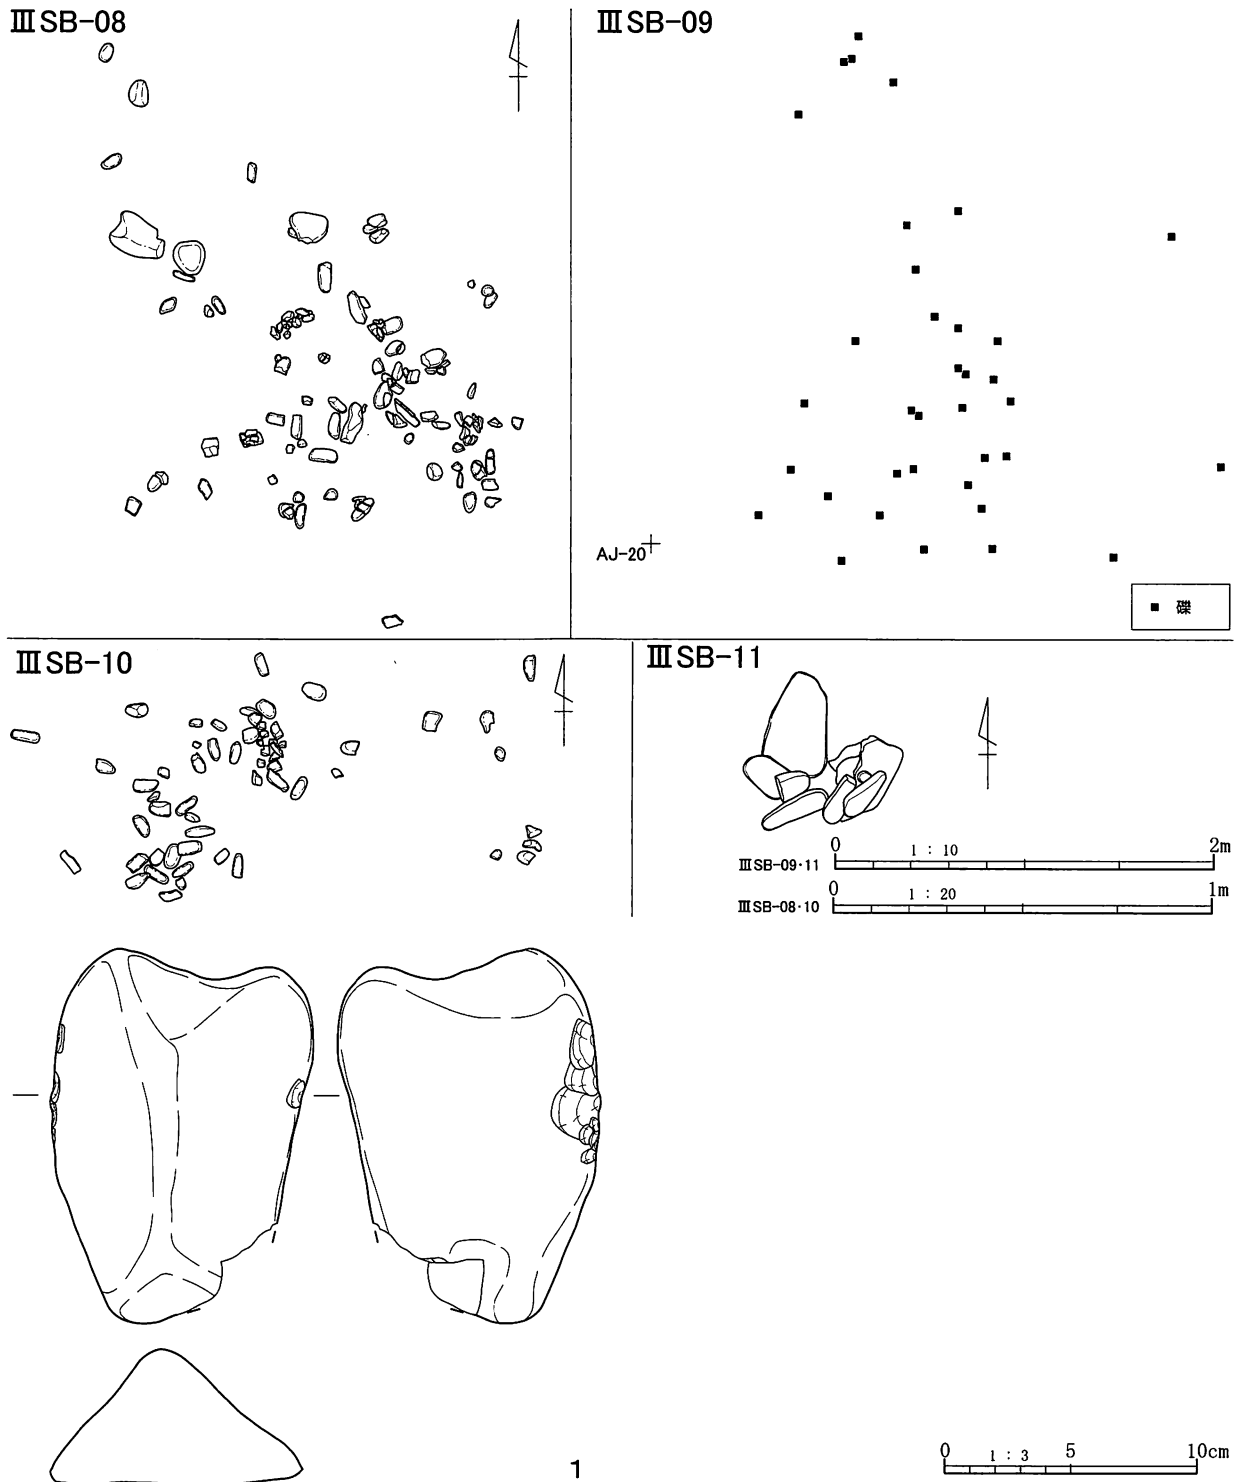 ⅢSB-08
ⅢSB-09
AJ-20
■ 礫
ⅢSB-10
ⅢSB-11
0 1 : 10 2m
ⅢSB-09·11
0 1 : 20 1m
ⅢSB-08·10
1
0 1 : 3 5 10cm